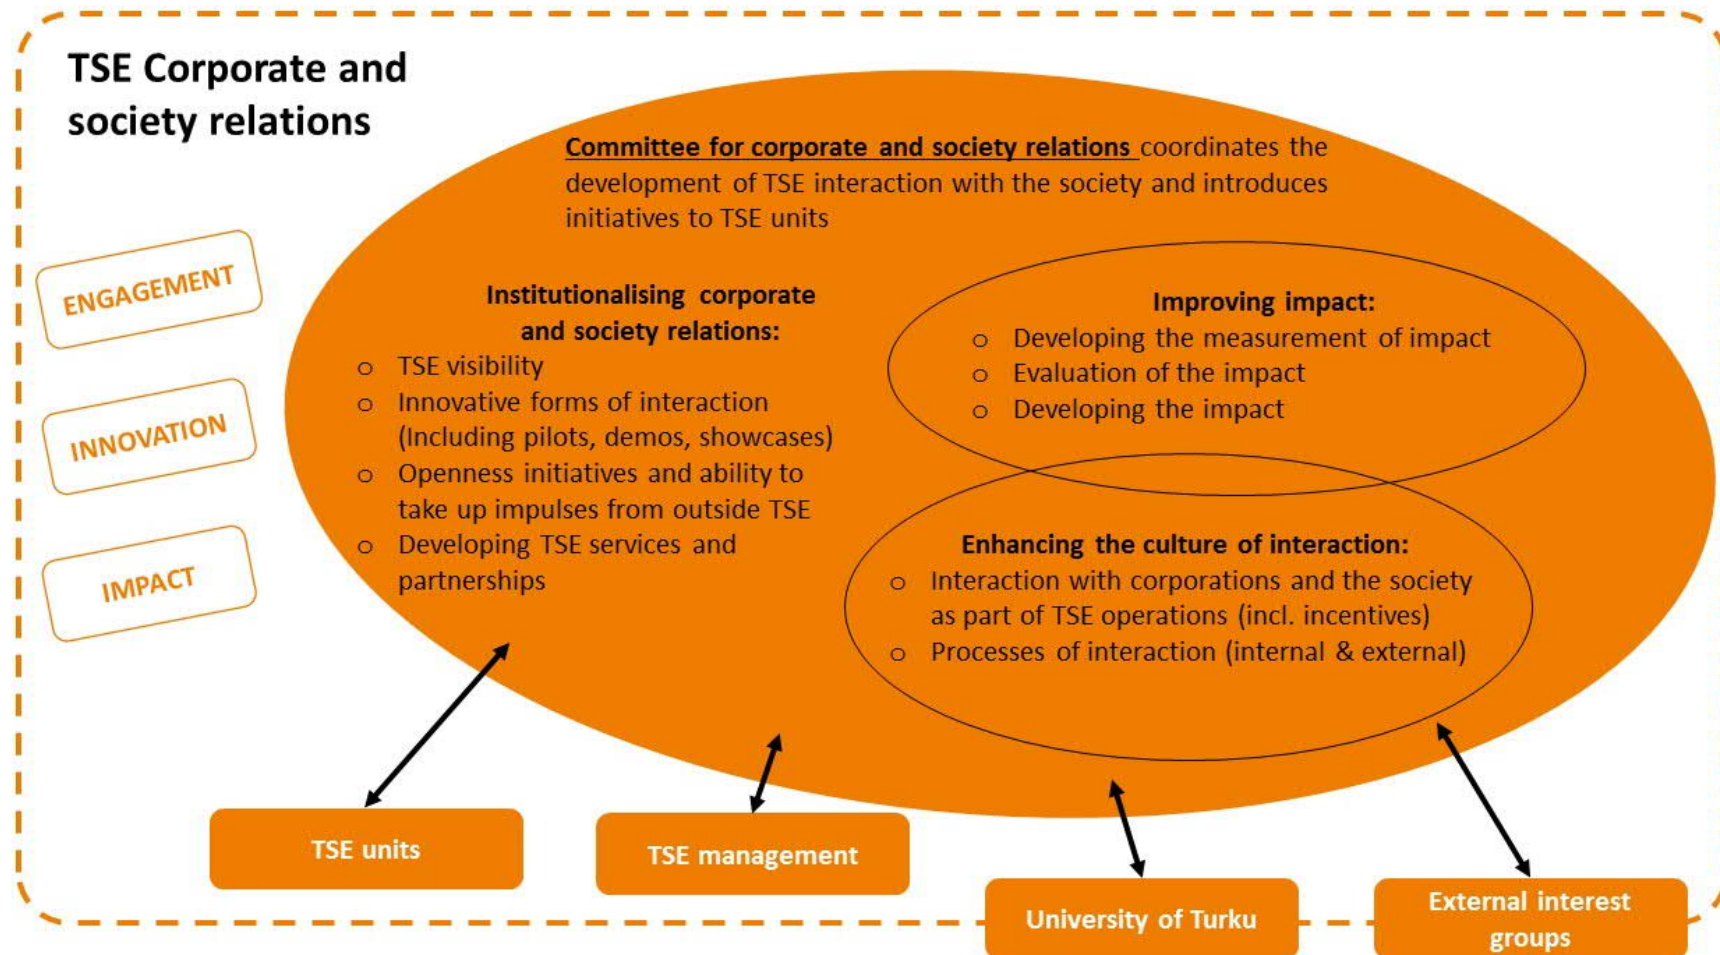 TSE Corporate and
society relations
Committee for corporate and society relations coordinates the
development of TSE interaction with the society and introduces
initiatives to TSE units
ENGAGEMENT
INNOVATION
IMPACT
Institutionalising corporate
and society relations:
o TSE visibility
o Innovative forms of interaction
(Including pilots, demos, showcases)
o Openness initiatives and ability to
take up impulses from outside TSE
o Developing TSE services and
partnerships
Improving impact:
o Developing the measurement of impact
o Evaluation of the impact
o Developing the impact
Enhancing the culture of interaction:
o Interaction with corporations and the society
as part of TSE operations (incl. incentives)
o Processes of interaction (internal & external)
TSE units
TSE management
University of Turku
External interest
groups